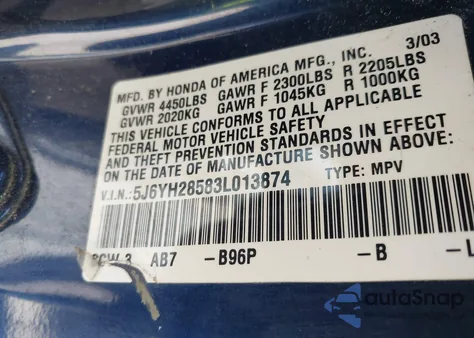 3/03
MFD. BY HONDA OF AMERICA MFG., INC.
GVWR 4450LBS GAWR F 2300LBS R 2205LBS
GVWR 2020KG GAWR F 1045KG R 1000KG
THIS VEHICLE CONFORMS TO ALL APPLICABLE
FEDERAL MOTOR VEHICLE SAFETY
AND THEFT PREVENTION STANDARDS IN EFFECT
ON THE DATE OF MANUFACTURE SHOWN ABOVE:
V.I.N.: 5J6YH28583L013874 TYPE: MPV
SCW 3 AB7 -B96P -B -L
autoSnap